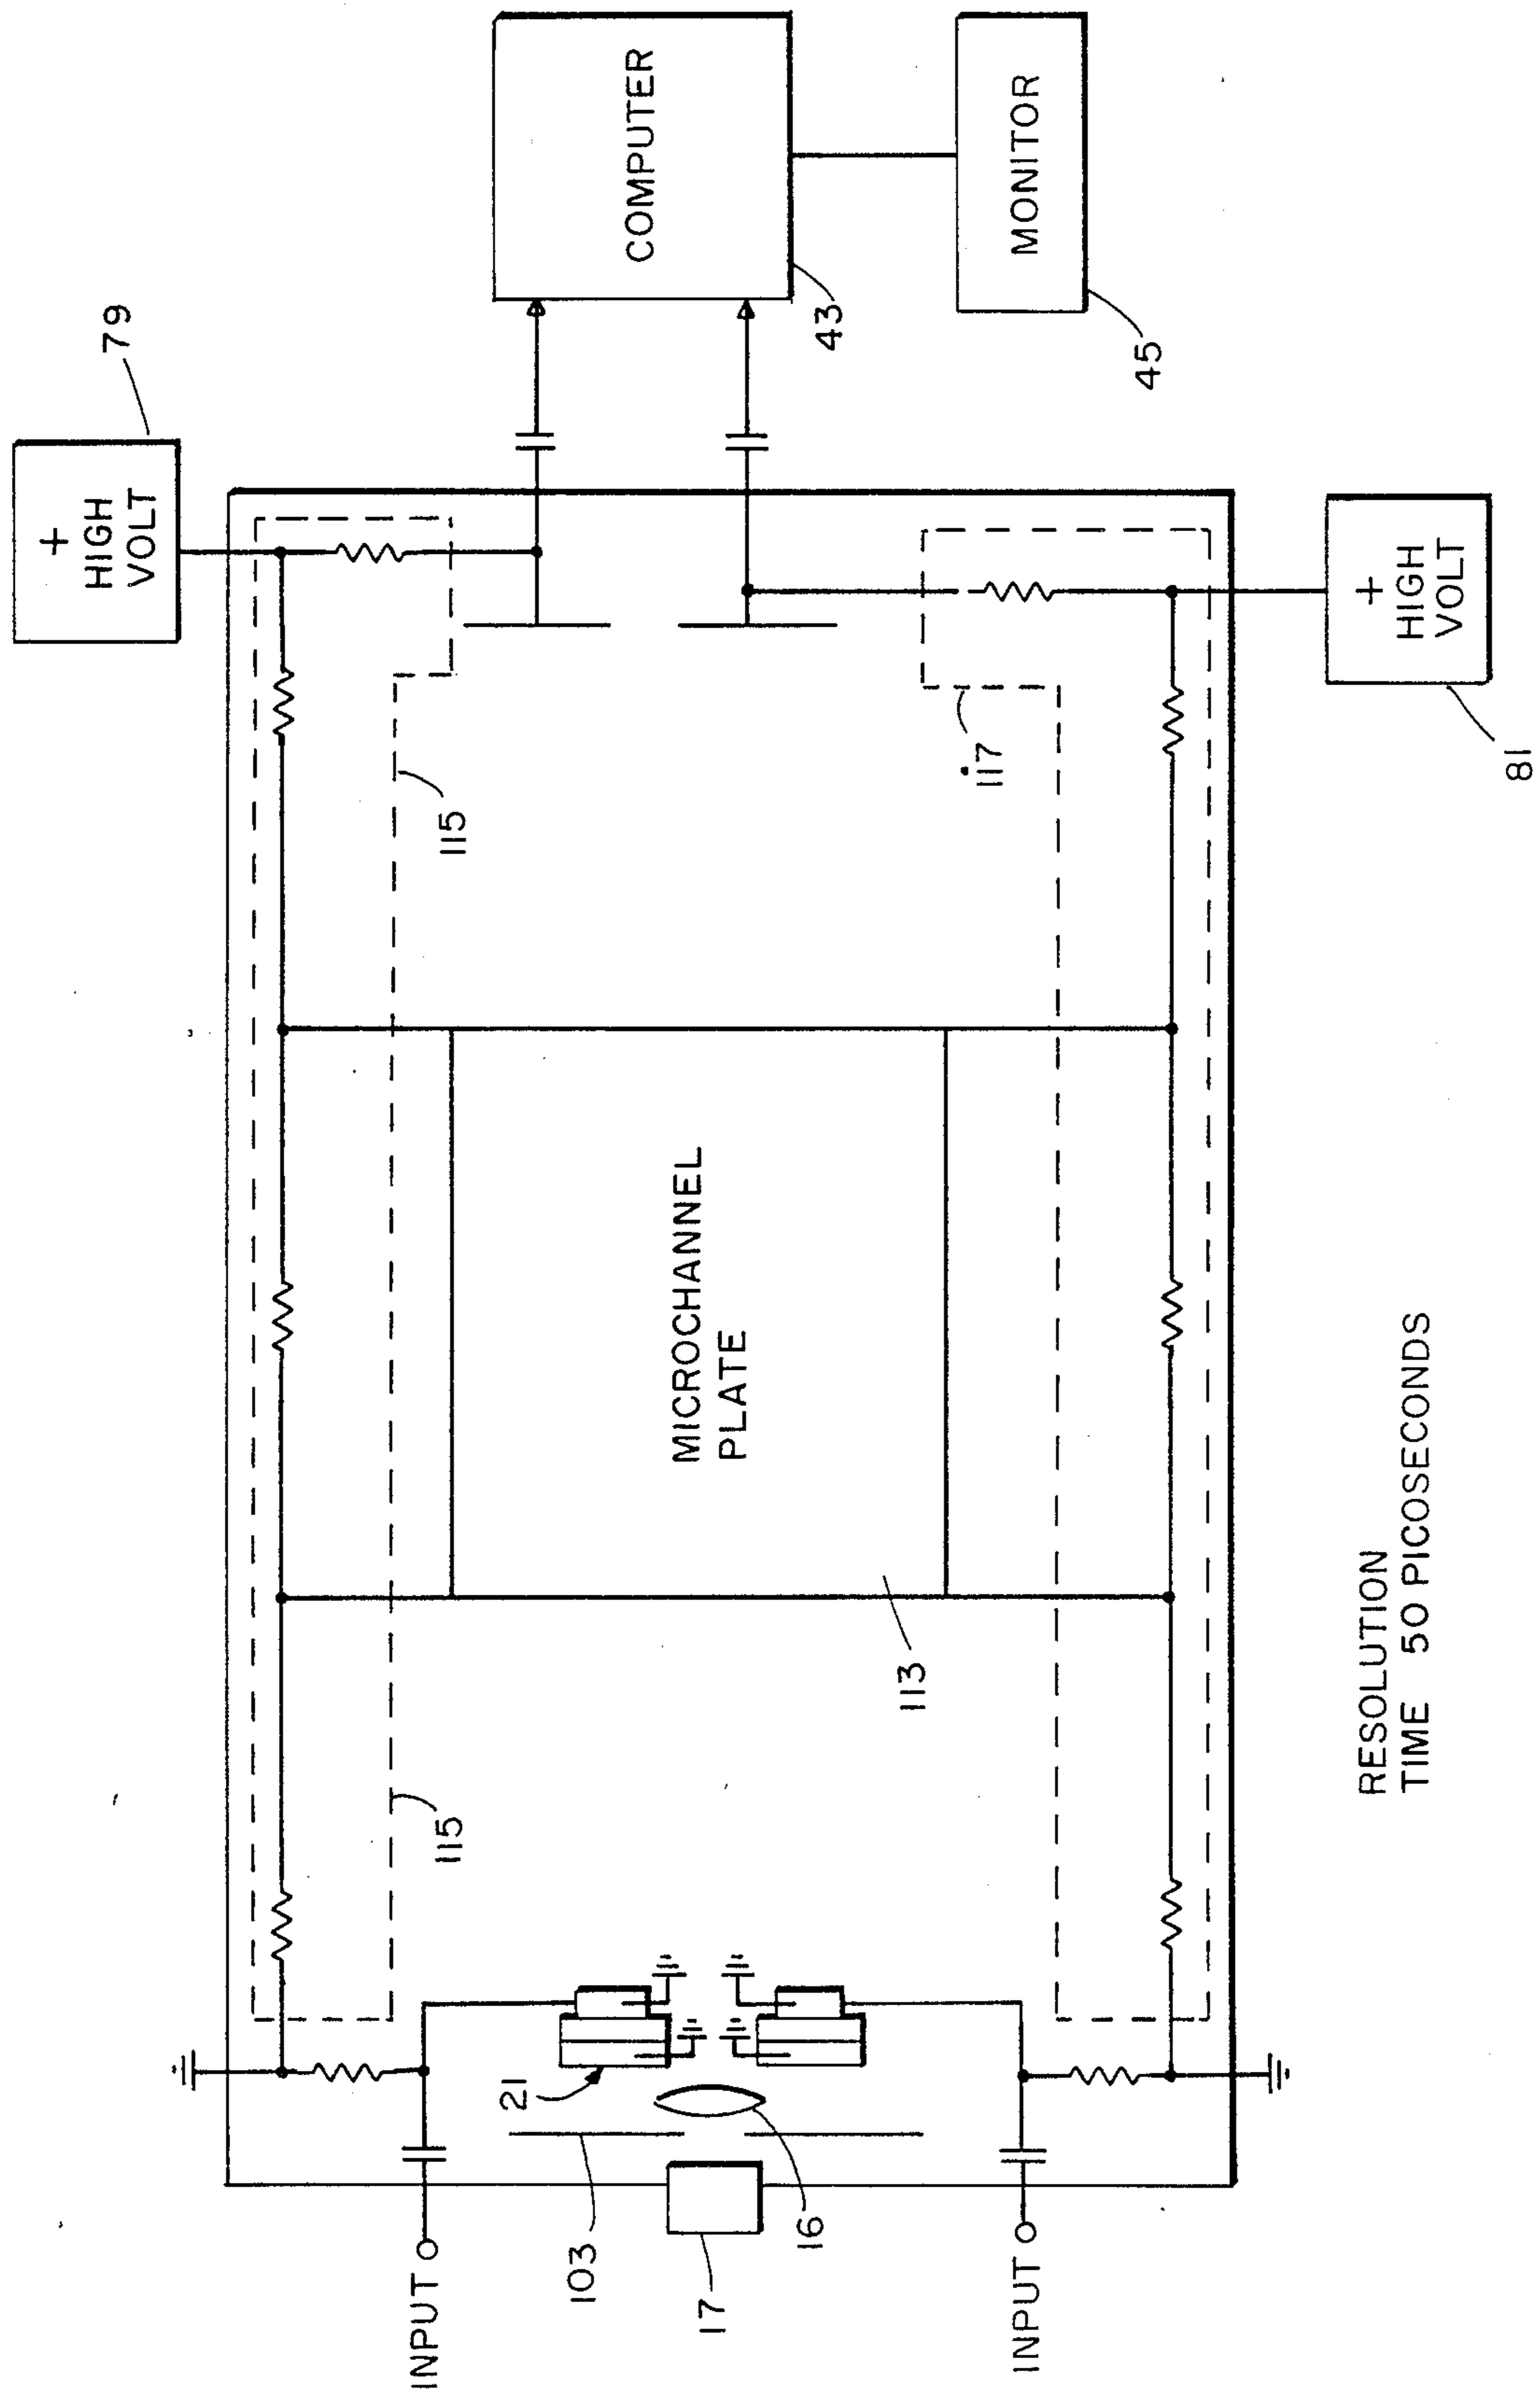 +
HIGH
VOLT
79
COMPUTER
43
MONITOR
45
115
117
+
HIGH
VOLT
81
MICROCHANNEL
PLATE
113
115
21
INPUT
103
17
16
INPUT
RESOLUTION
TIME 50 PICOSECONDS